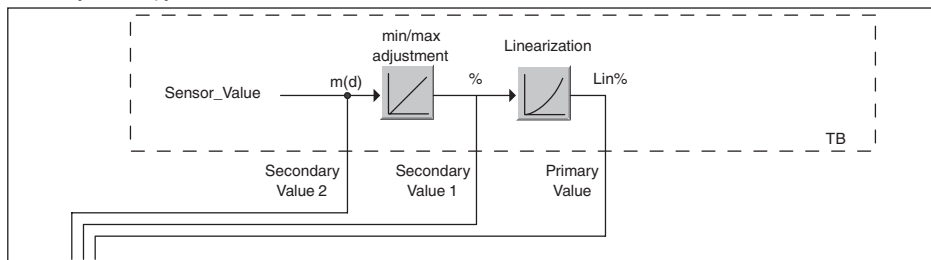 min/max
adjustment
Linearization
Sensor_Value
m(d)
%
Lin%
TB
Secondary
Value 2
Secondary
Value 1
Primary
Value